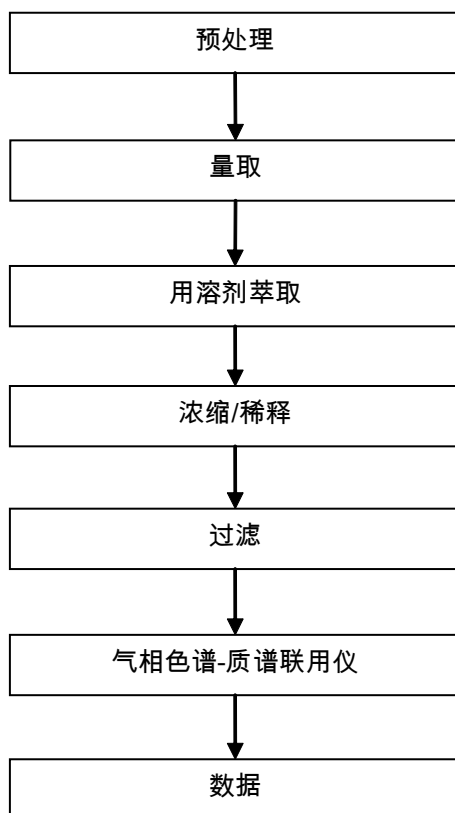 预处理
量取
用溶剂萃取
浓缩/稀释
过滤
气相色谱-质谱联用仪
数据